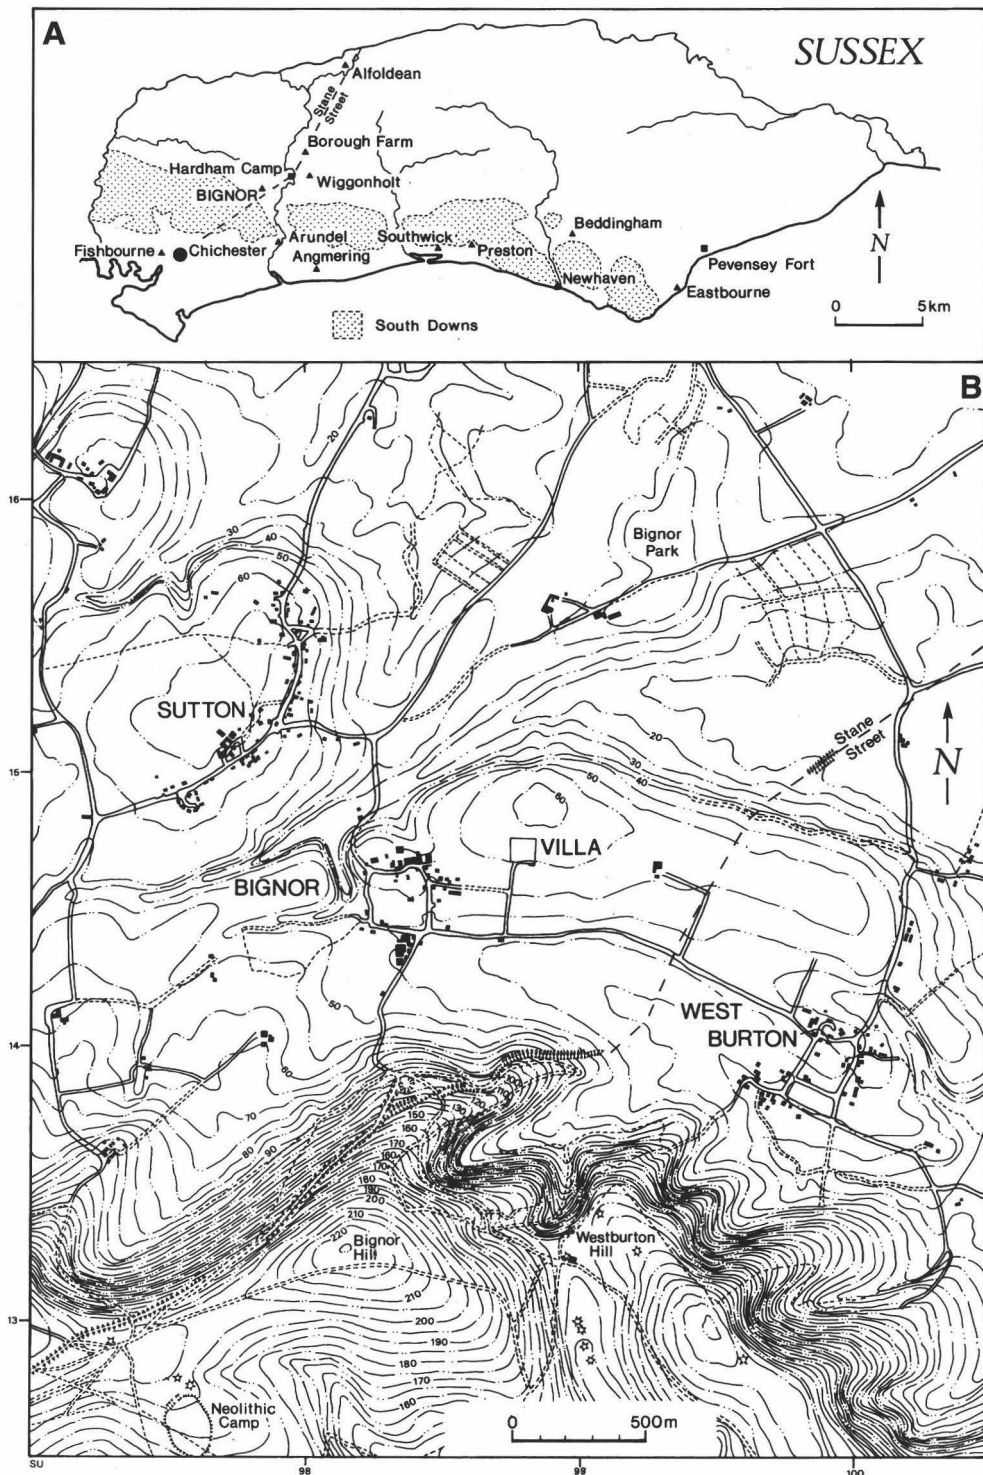 A
SUSSEX
Alfoldean
Stane
Street
Borough Farm
Hardham Camp
Wiggonholt
BIGNOR
Beddingham
Arundel
Southwick
Fishbourne
Chichester
Preston
Angmering
Pevensey Fort
N
Newhaven
Eastbourne
0 5km
South Downs
B
20
16
30
40
50
60
Bignor
Park
SUTTON
Stane
Street
20
30
40
50
N
15
60
VILLA
BIGNOR
50
WEST
BURTON
14
60
70
80
90
100
150
160
170
160
170
180
190
200
210
220
Bignor
Hill
Westburton
Hill
210
200
13
190
180
170
160
Neolithic
Camp
0 500m
SU
98
99
100